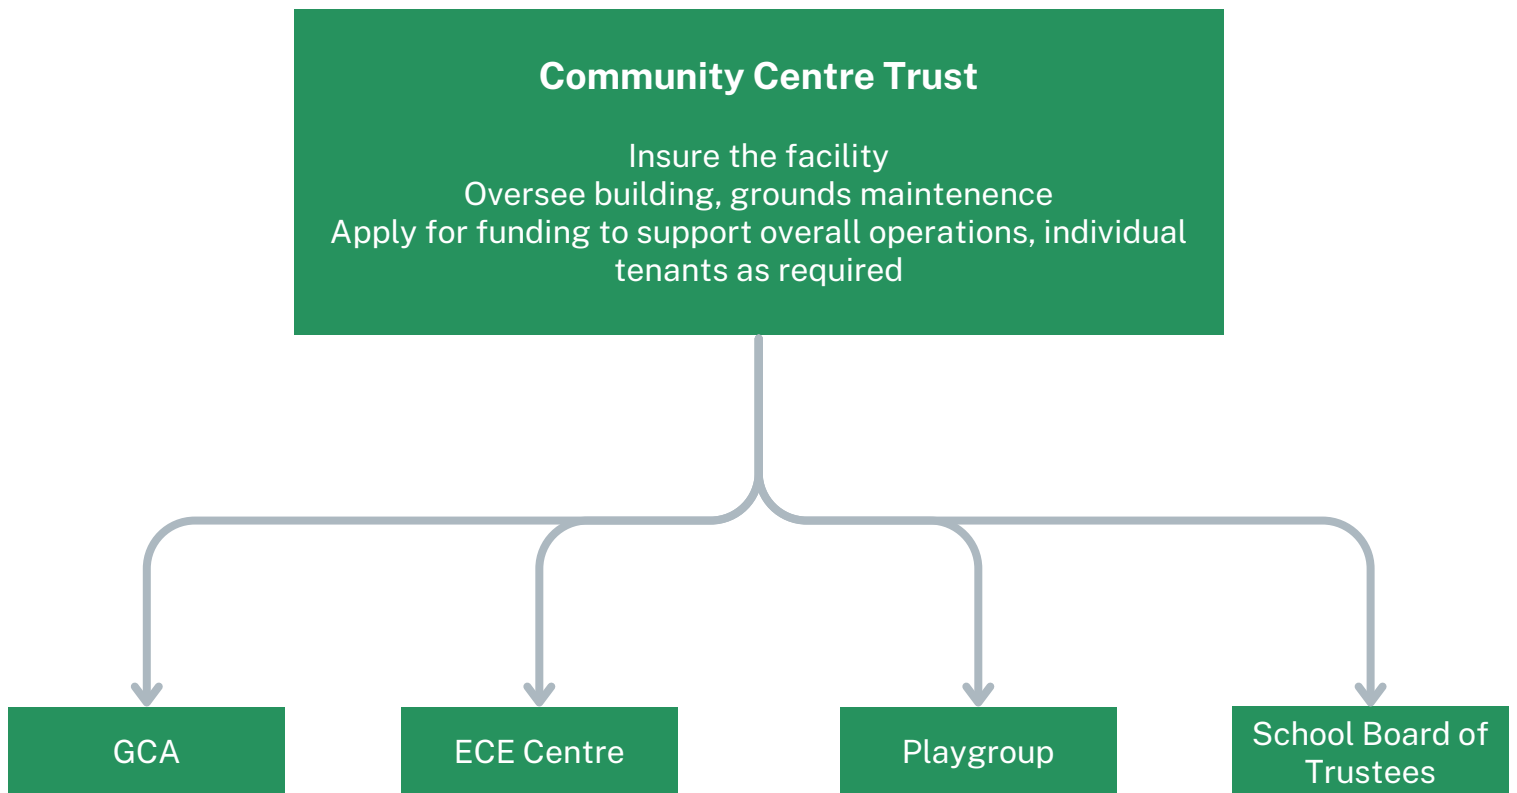 Community Centre Trust
Insure the facility
Oversee building, grounds maintenence
Apply for funding to support overall operations, individual
tenants as required
GCA
ECE Centre
Playgroup
School Board of
Trustees